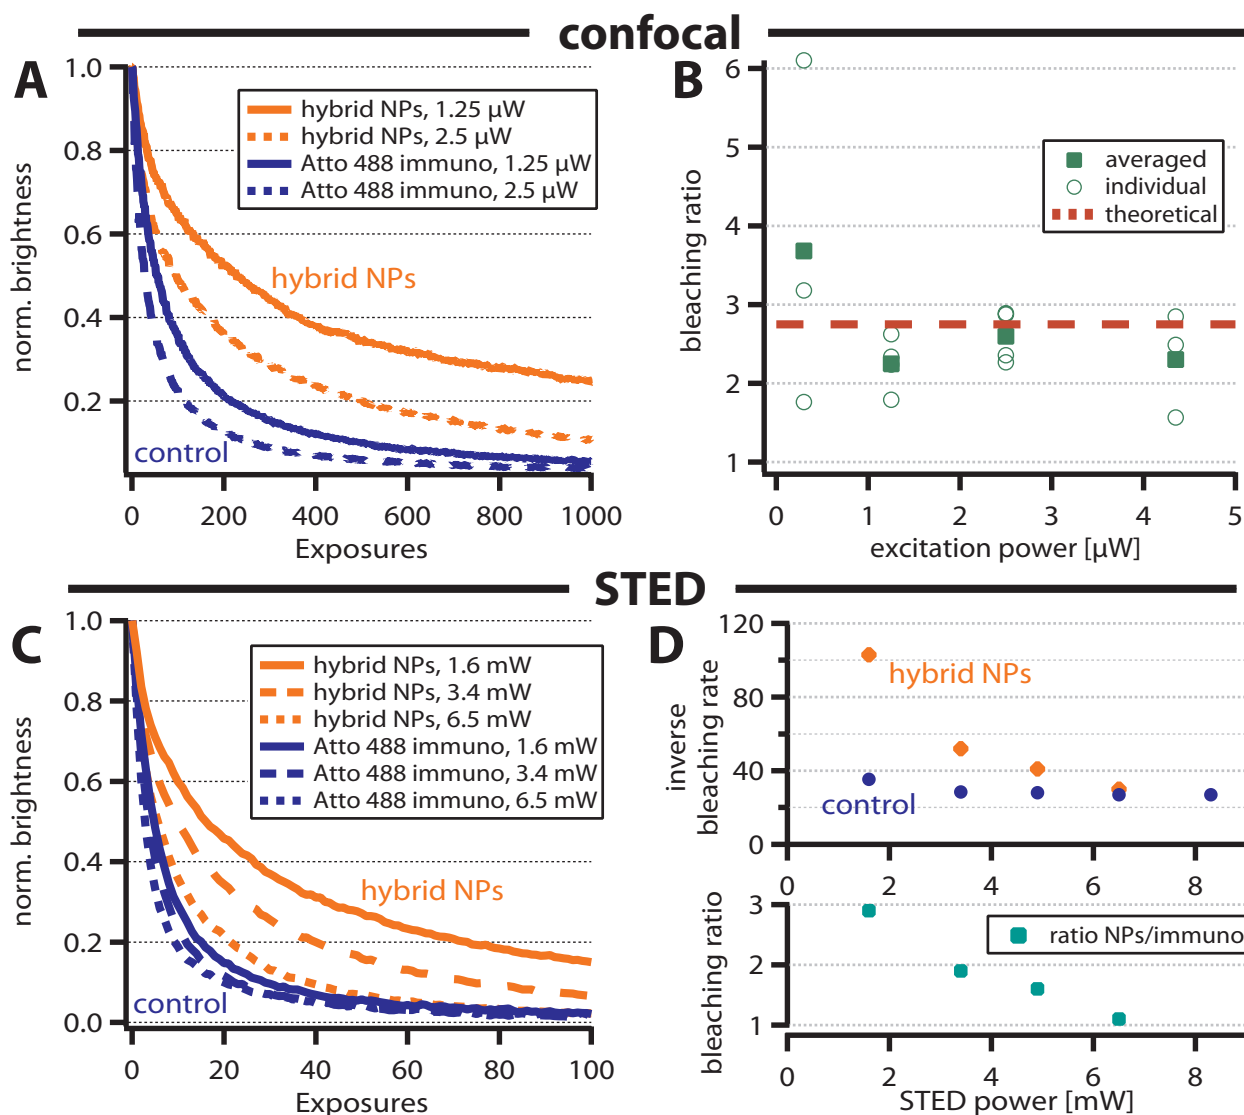 confocal
A
norm. brightness
1.0
0.8
0.6
0.4
0.2
hybrid NPs, 1.25 µW
hybrid NPs, 2.5 µW
Atto 488 immuno, 1.25 µW
Atto 488 immuno, 2.5 µW
hybrid NPs
control
0 200 400 600 800 1000
Exposures
B
bleaching ratio
6
5
4
3
2
1
averaged
individual
theoretical
0 1 2 3 4 5
excitation power [µW]
STED
C
norm. brightness
1.0
0.8
0.6
0.4
0.2
0.0
hybrid NPs, 1.6 mW
hybrid NPs, 3.4 mW
hybrid NPs, 6.5 mW
Atto 488 immuno, 1.6 mW
Atto 488 immuno, 3.4 mW
Atto 488 immuno, 6.5 mW
hybrid NPs
control
0 20 40 60 80 100
Exposures
D
inverse
bleaching rate
120
80
40
0
hybrid NPs
control
0 2 4 6 8
bleaching ratio
3
2
1
ratio NPs/immuno
0 2 4 6 8
STED power [mW]